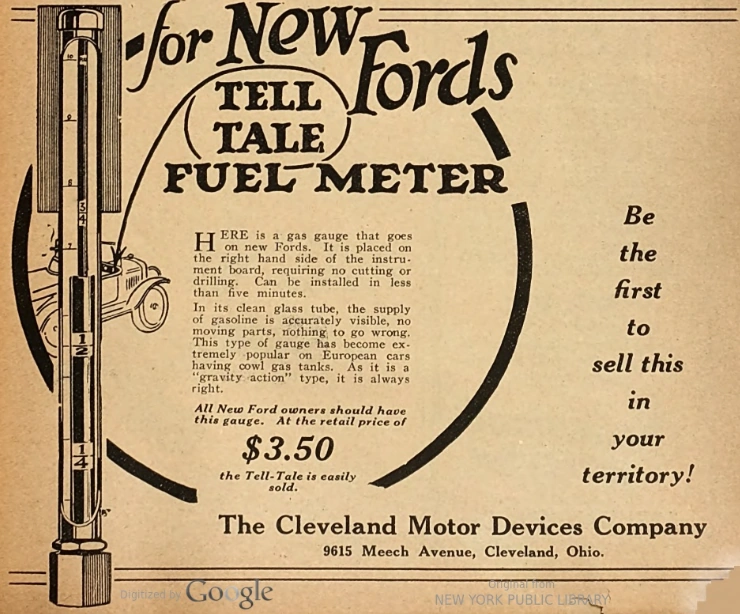 for New
Fords
TELL
TALE
FUEL METER
HERE is a gas gauge that goes
on new Fords. It is placed on
the right hand side of the instru-
ment board, requiring no cutting or
drilling. Can be installed in less
than five minutes.
In its clean glass tube, the supply
of gasoline is accurately visible, no
moving parts, nothing to go wrong.
This type of gauge has become ex-
tremely popular on European cars
having cowl gas tanks. As it is a
"gravity action" type, it is always
right.
All New Ford owners should have
this gauge. At the retail price of
$3.50
the Tell-Tale is easily
sold.
Be
the
first
to
sell this
in
your
territory!
The Cleveland Motor Devices Company
9615 Meech Avenue, Cleveland, Ohio.
3/4
1/2
1/4
Digitized by Google
Original from
NEW YORK PUBLIC LIBRARY